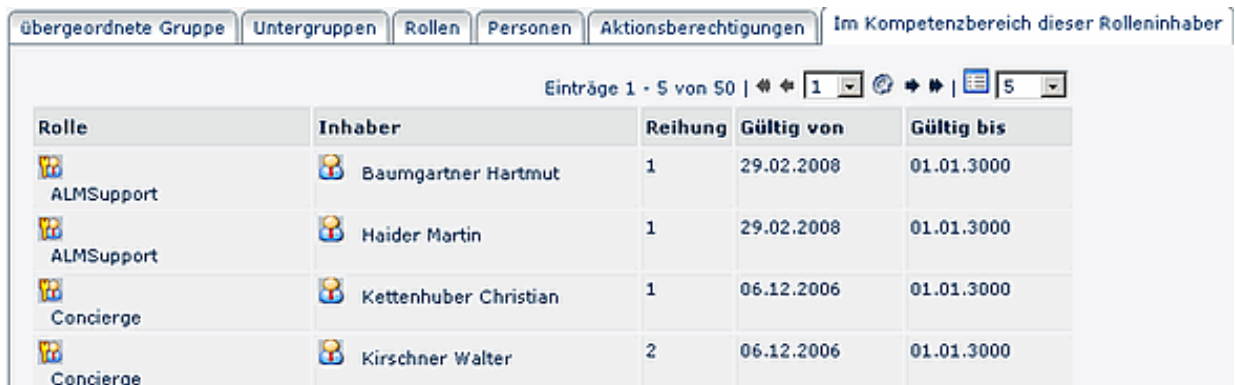 übergeordnete Gruppe Untergruppen Rollen Personen Aktionsberechtigungen Im Kompetenzbereich dieser Rolleninhaber
Einträge 1 - 5 von 50 | 1 | 5
Rolle Inhaber Reihung Gültig von Gültig bis
ALMSupport Baumgartner Hartmut 1 29.02.2008 01.01.3000
ALMSupport Haider Martin 1 29.02.2008 01.01.3000
Concierge Kettenhuber Christian 1 06.12.2006 01.01.3000
Concierge Kirschner Walter 2 06.12.2006 01.01.3000